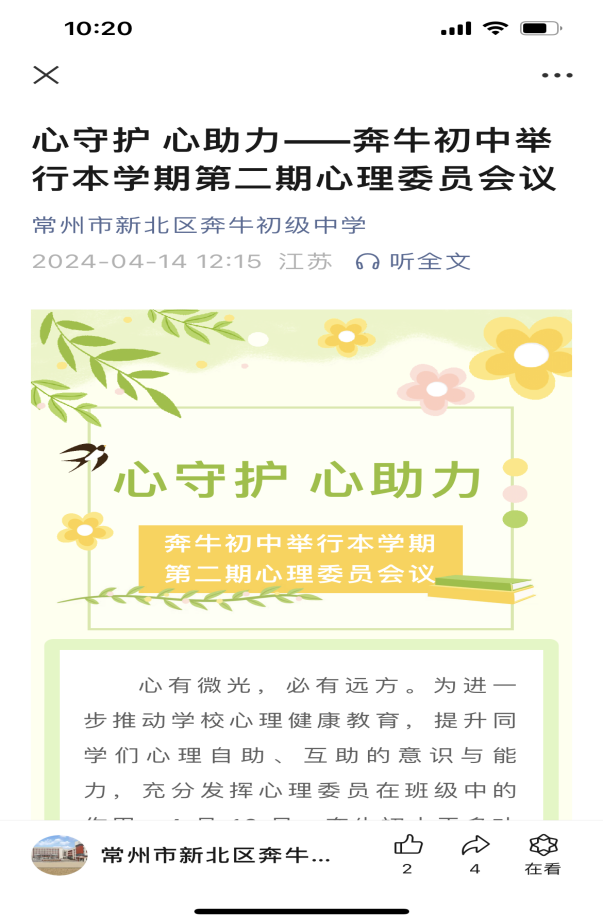 10:20
心守护 心助力——奔牛初中举
行本学期第二期心理委员会议
常州市新北区奔牛初级中学
2024-04-14 12:15 江苏 听全文
心守护 心助力
奔牛初中举行本学期
第二期心理委员会议
心有微光，必有远方。为进一
步推动学校心理健康教育，提升同
学们心理自助、互助的意识与能
力，充分发挥心理委员在班级中的
常州市新北区奔牛...
2
4
在看